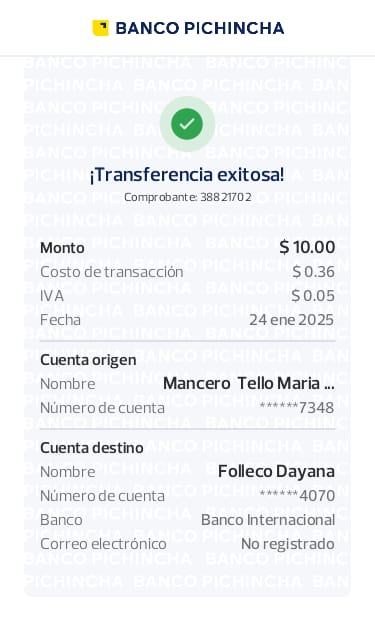 BANCO PICHINCHA
¡Transferencia exitosa!
Comprobante: 38821702
Monto $ 10.00
Costo de transacción $ 0.36
IVA $ 0.05
Fecha 24 ene 2025
Cuenta origen
Nombre Mancero Tello Maria ...
Número de cuenta ******7348
Cuenta destino
Nombre Folleco Dayana
Número de cuenta ******4070
Banco Banco Internacional
Correo electrónico No registrado